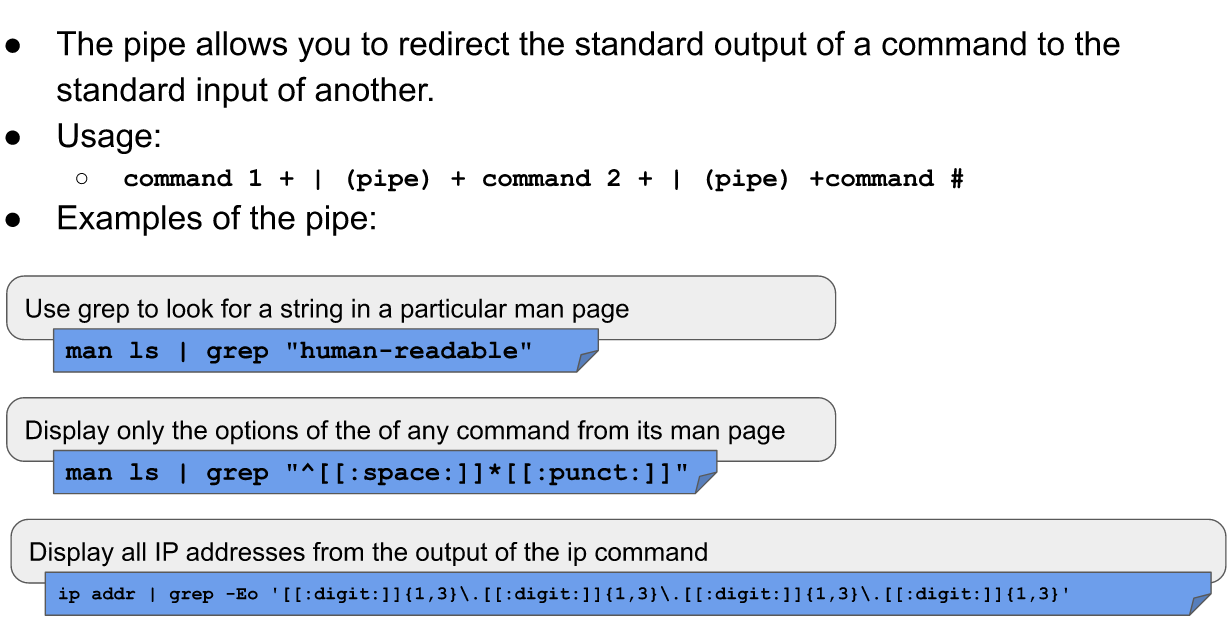 ● The pipe allows you to redirect the standard output of a command to the
standard input of another.
● Usage:
○ command 1 + | (pipe) + command 2 + | (pipe) +command #
● Examples of the pipe:
Use grep to look for a string in a particular man page
man ls | grep "human-readable"
Display only the options of the of any command from its man page
man ls | grep "^[[:space:]]*[[:punct:]]"
Display all IP addresses from the output of the ip command
ip addr | grep -Eo '[[:digit:]]{1,3}\.[[:digit:]]{1,3}\.[[:digit:]]{1,3}\.[[:digit:]]{1,3}'